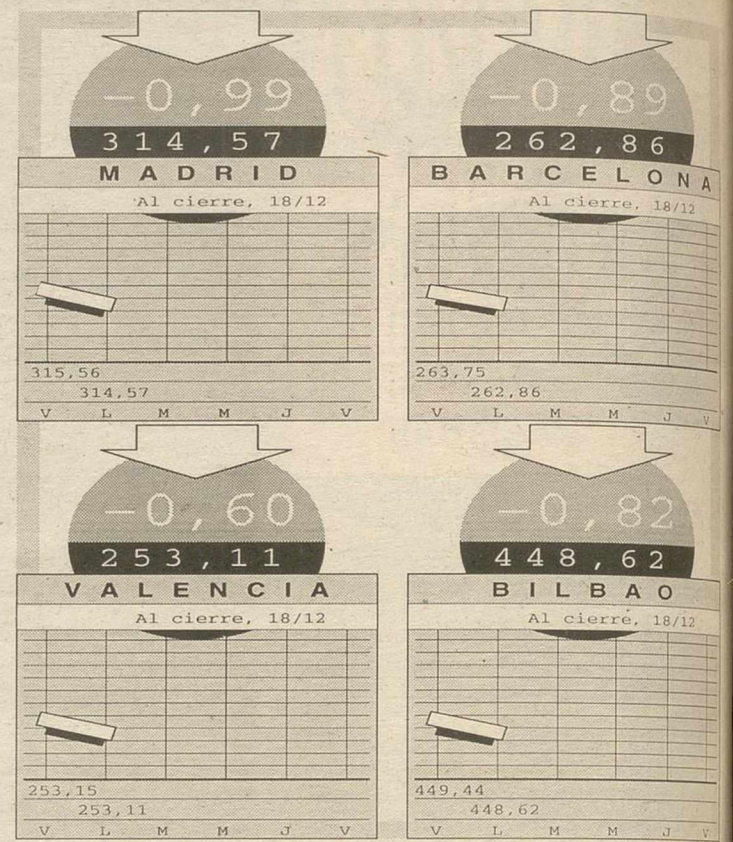 −0,99
314,57
MADRID
Al cierre, 18/12
315,56
314,57
V L M M J V
−0,89
262,86
BARCELONA
Al cierre, 18/12
263,75
262,86
V L M M J V
−0,60
253,11
VALENCIA
Al cierre, 18/12
253,15
253,11
V L M M J V
−0,82
448,62
BILBAO
Al cierre, 18/12
449,44
448,62
V L M M J V